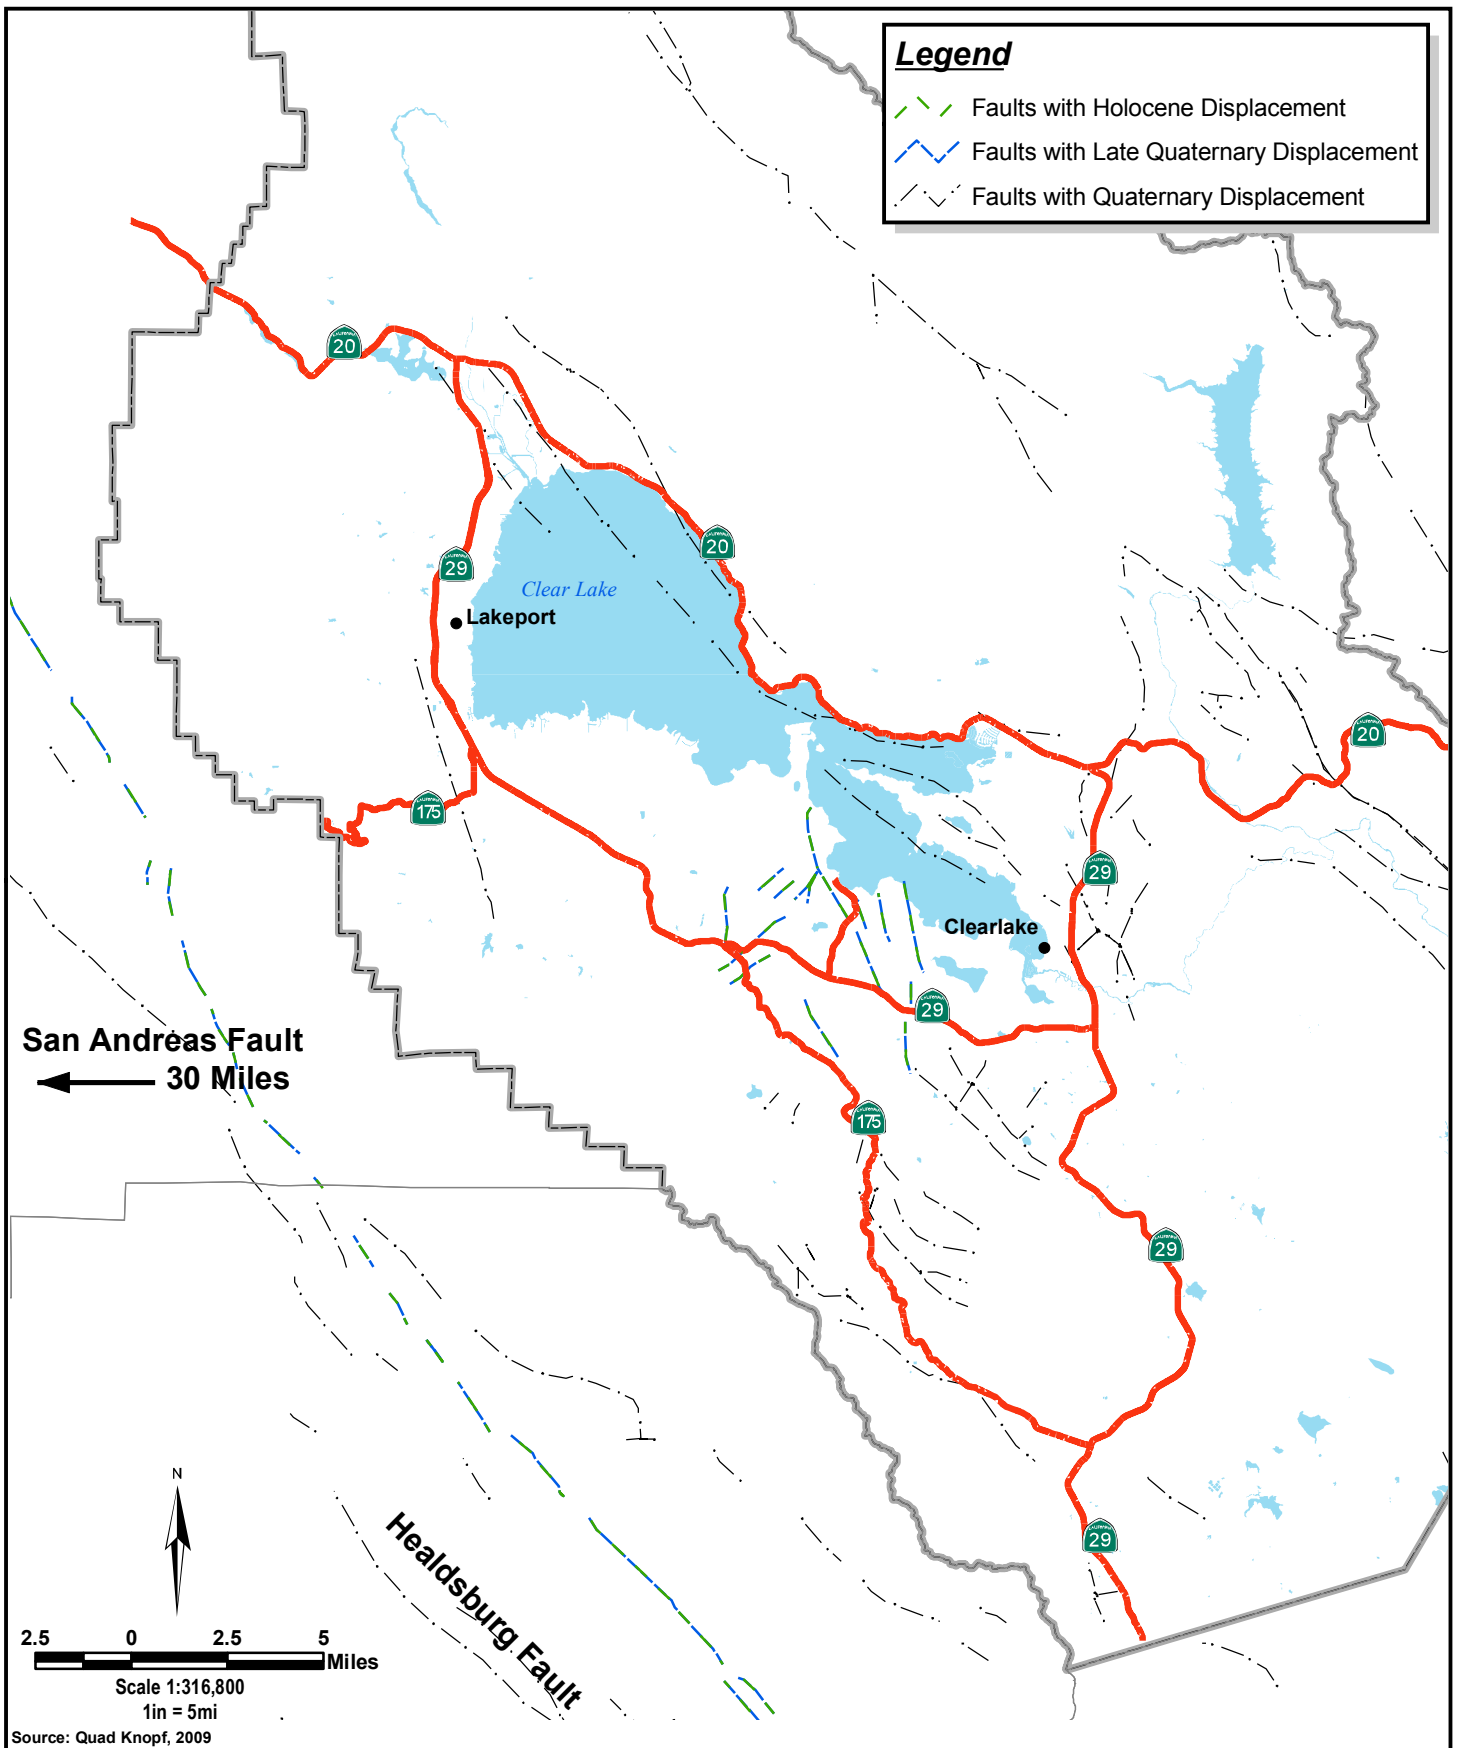 Legend
Faults with Holocene Displacement
Faults with Late Quaternary Displacement
Faults with Quaternary Displacement
20
20
29
Clear Lake
Lakeport
20
175
29
Clearlake
29
San Andreas Fault
30 Miles
175
29
N
Healdsburg Fault
29
2.5 0 2.5 5
Miles
Scale 1:316,800
1in = 5mi
Source: Quad Knopf, 2009